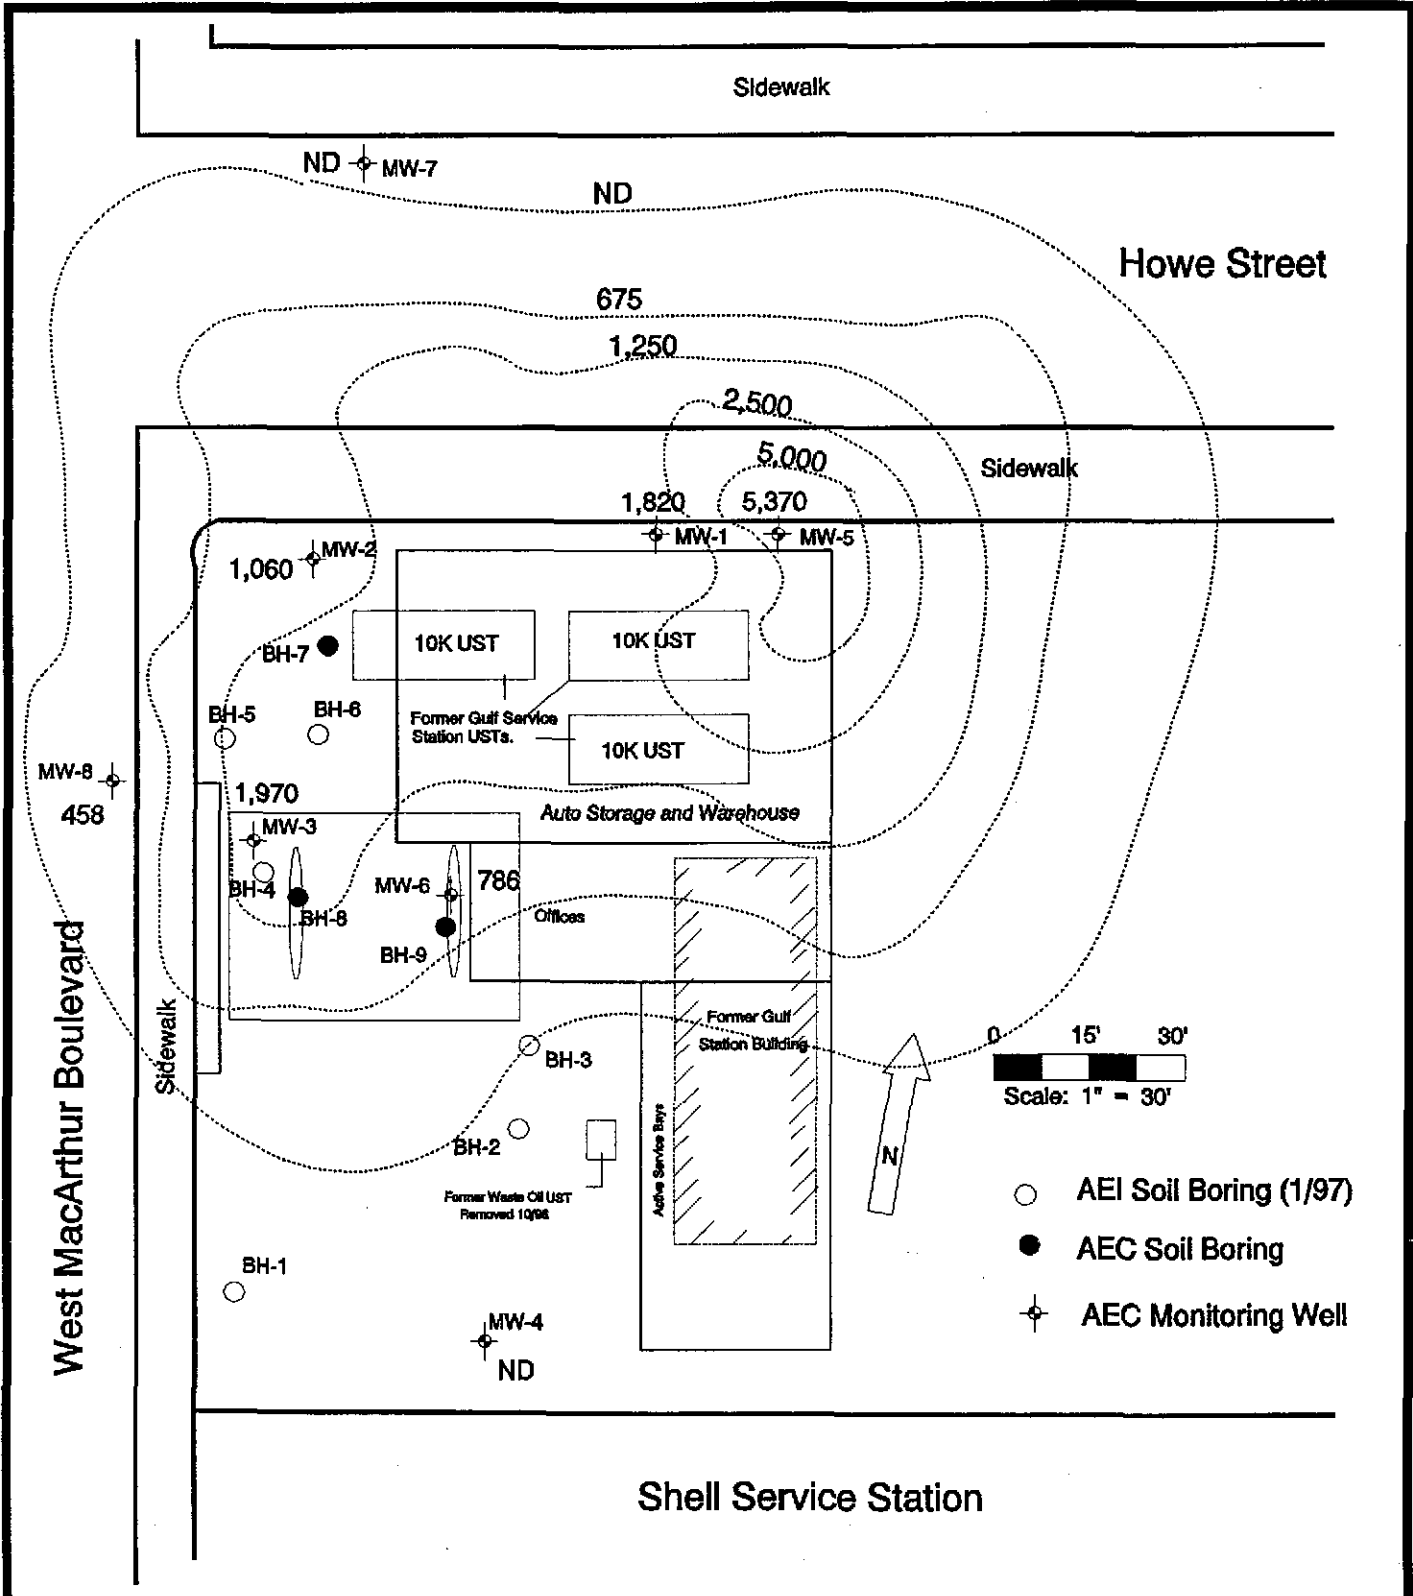 Sidewalk
ND
MW-7
ND
Howe Street
675
1,250
2,500
5,000
Sidewalk
1,820
5,370
MW-1
MW-5
MW-2
1,060
10K UST
10K UST
BH-7
BH-5
BH-6
Former Gulf Service
Station USTs.
10K UST
MW-8
458
1,970
Auto Storage and Warehouse
MW-3
BH-4
MW-6
786
BH-8
Offices
BH-9
West MacArthur Boulevard
Sidewalk
Former Gulf
Station Building
0 15' 30'
Scale: 1" = 30'
BH-3
BH-2
Active Service Bays
N
Former Waste Oil UST
Removed 10/96
AEI Soil Boring (1/97)
AEC Soil Boring
AEC Monitoring Well
BH-1
MW-4
ND
Shell Service Station